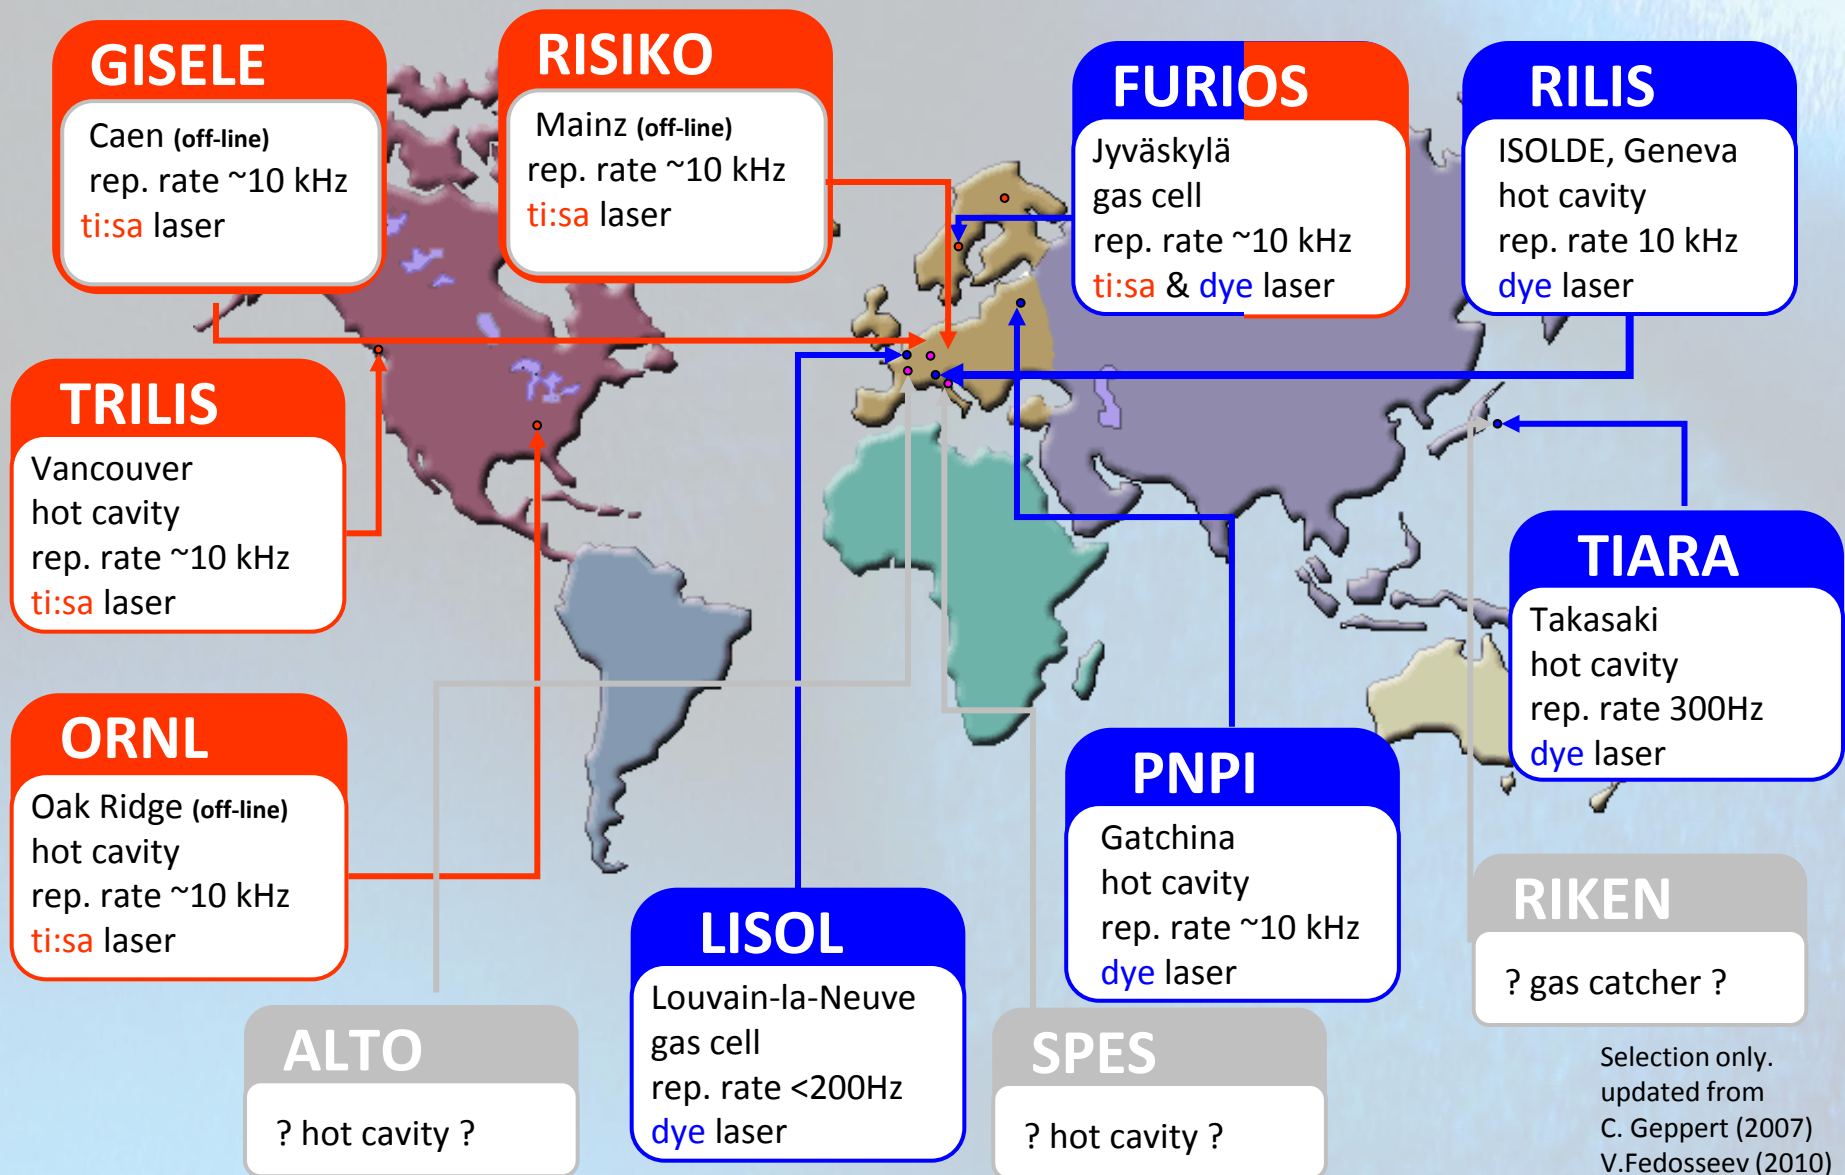 GISELE
Caen (off-line)
rep. rate ~10 kHz
ti:sa laser
RISIKO
Mainz (off-line)
rep. rate ~10 kHz
ti:sa laser
FURIOS
Jyväskylä
gas cell
rep. rate ~10 kHz
ti:sa & dye laser
RILIS
ISOLDE, Geneva
hot cavity
rep. rate 10 kHz
dye laser
TRILIS
Vancouver
hot cavity
rep. rate ~10 kHz
ti:sa laser
TIARA
Takasaki
hot cavity
rep. rate 300Hz
dye laser
ORNL
Oak Ridge (off-line)
hot cavity
rep. rate ~10 kHz
ti:sa laser
PNPI
Gatchina
hot cavity
rep. rate ~10 kHz
dye laser
LISOL
Louvain-la-Neuve
gas cell
rep. rate <200Hz
dye laser
RIKEN
? gas catcher ?
ALTO
? hot cavity ?
SPES
? hot cavity ?
Selection only.
updated from
C. Geppert (2007)
V.Fedosseev (2010)